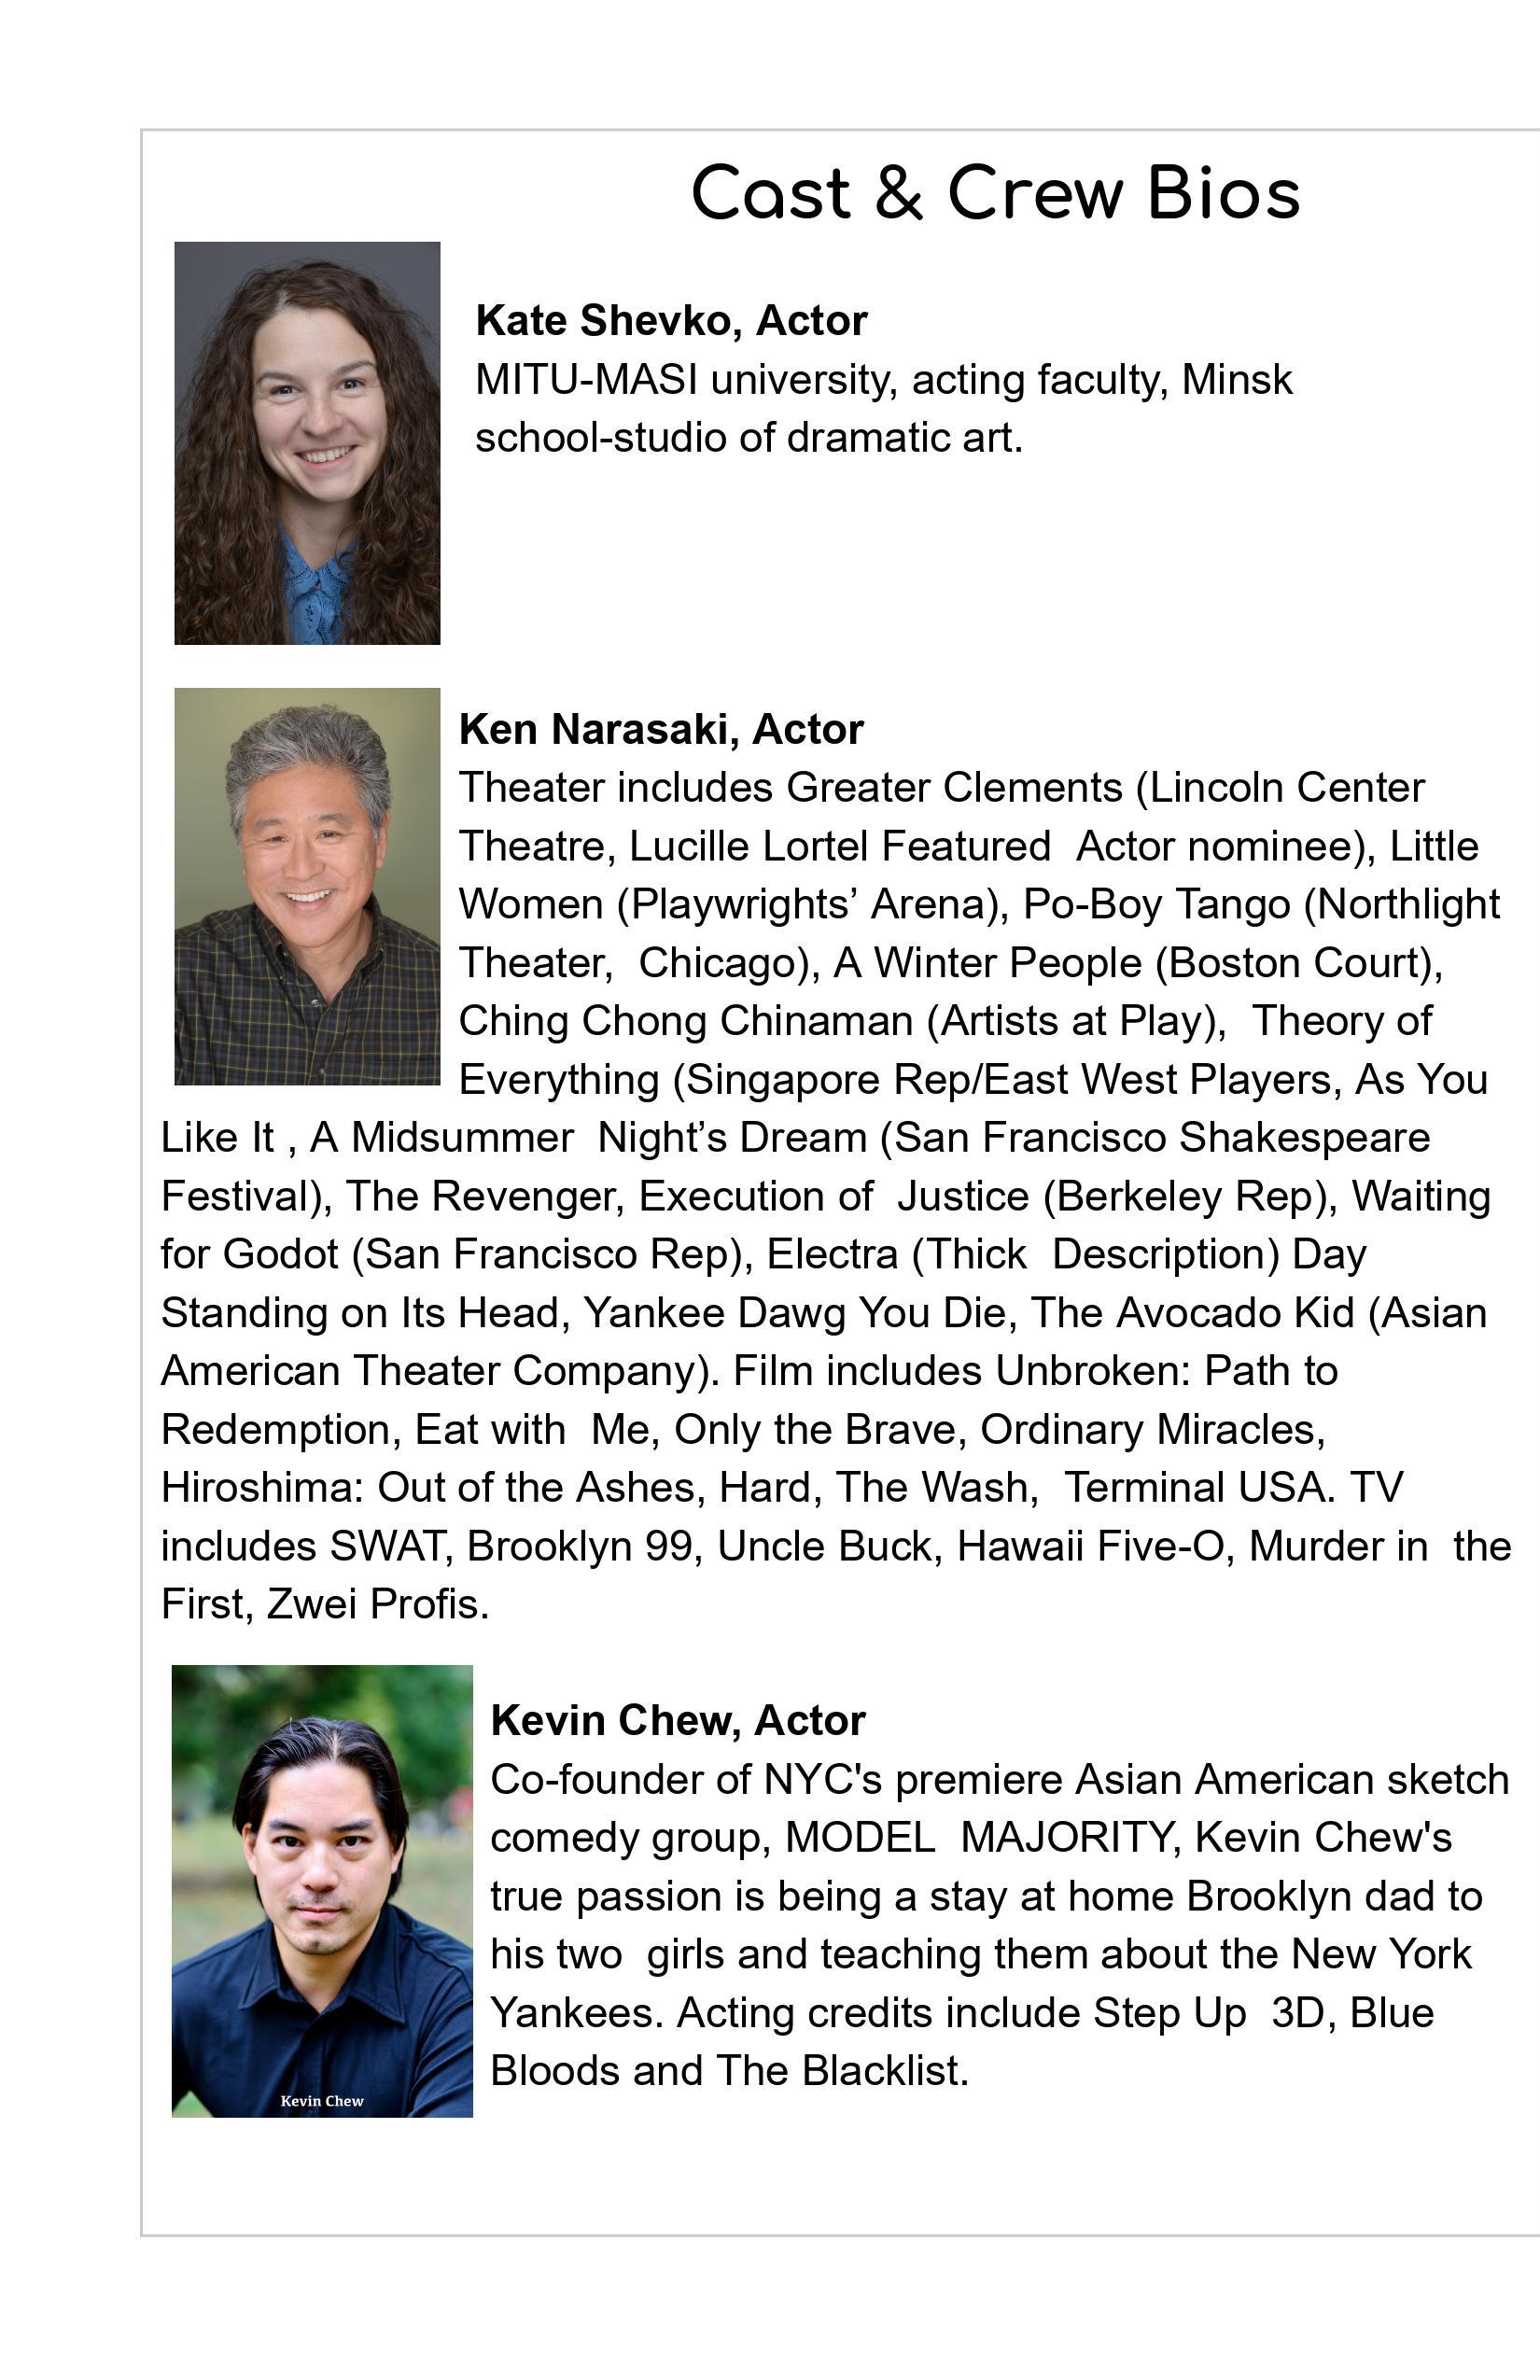 Cast & Crew Bios
Kate Shevko, Actor
MITU-MASI university, acting faculty, Minsk
school-studio of dramatic art.
Ken Narasaki, Actor
Theater includes Greater Clements (Lincoln Center
Theatre, Lucille Lortel Featured  Actor nominee), Little
Women (Playwrights’ Arena), Po-Boy Tango (Northlight
Theater,  Chicago), A Winter People (Boston Court),
Ching Chong Chinaman (Artists at Play),  Theory of
Everything (Singapore Rep/East West Players, As You
Like It , A Midsummer  Night’s Dream (San Francisco Shakespeare
Festival), The Revenger, Execution of  Justice (Berkeley Rep), Waiting
for Godot (San Francisco Rep), Electra (Thick  Description) Day
Standing on Its Head, Yankee Dawg You Die, The Avocado Kid (Asian
American Theater Company). Film includes Unbroken: Path to
Redemption, Eat with  Me, Only the Brave, Ordinary Miracles,
Hiroshima: Out of the Ashes, Hard, The Wash,  Terminal USA. TV
includes SWAT, Brooklyn 99, Uncle Buck, Hawaii Five-O, Murder in  the
First, Zwei Profis.
Kevin Chew, Actor
Co-founder of NYC's premiere Asian American sketch
comedy group, MODEL  MAJORITY, Kevin Chew's
true passion is being a stay at home Brooklyn dad to
his two  girls and teaching them about the New York
Yankees. Acting credits include Step Up  3D, Blue
Bloods and The Blacklist.
Kevin Chew